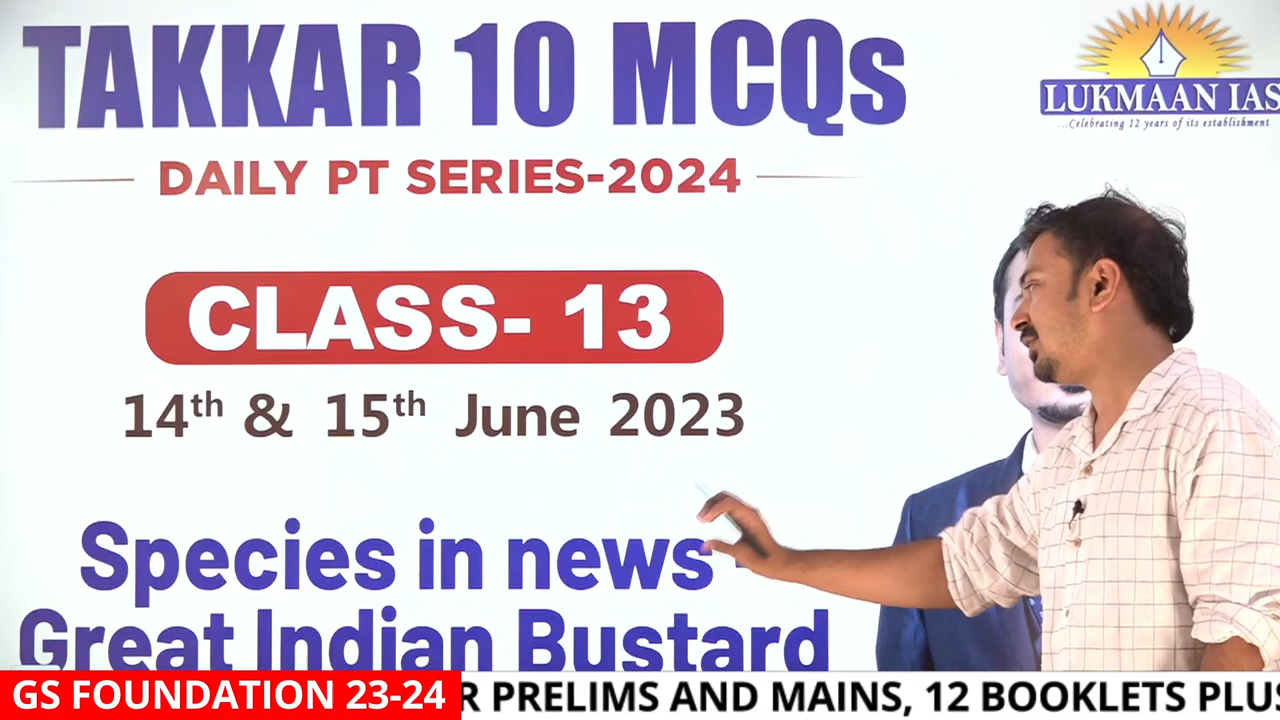 TAKKAR 10 MCQs
LUKMAAN IAS
...Celebrating 12 years of its establishment
DAILY PT SERIES-2024
CLASS- 13
14th & 15th June 2023
Species in news -
Great Indian Bustard
GS FOUNDATION 23-24
R PRELIMS AND MAINS, 12 BOOKLETS PLUS